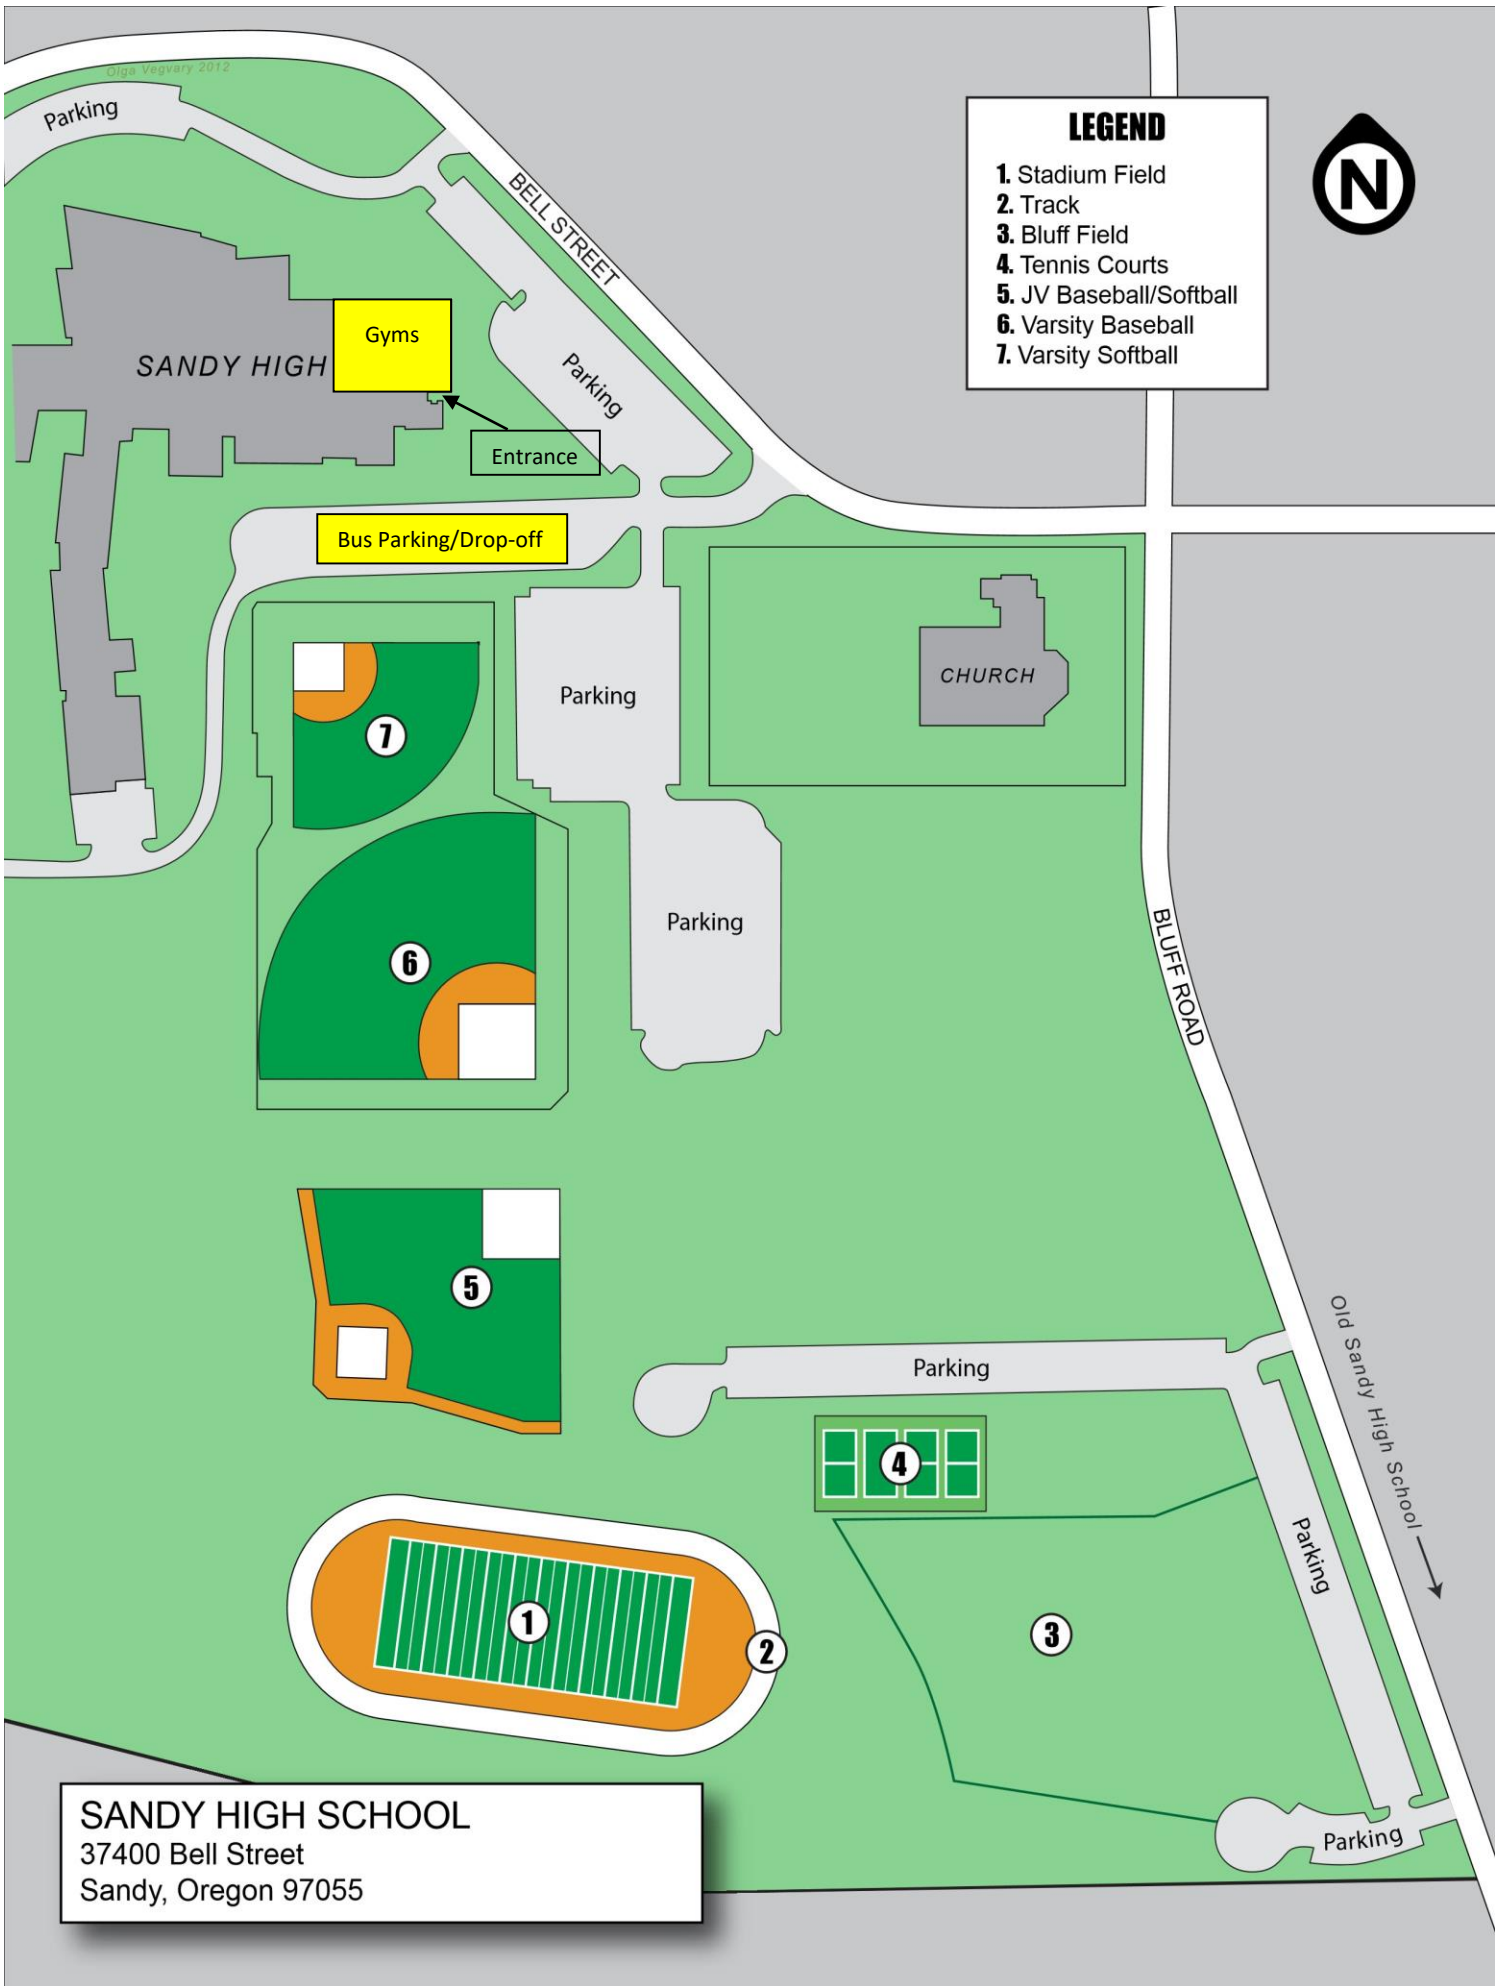 Olga Vegvary 2012
Parking
BELL STREET
LEGEND
1. Stadium Field
2. Track
3. Bluff Field
4. Tennis Courts
5. JV Baseball/Softball
6. Varsity Baseball
7. Varsity Softball
N
Gyms
SANDY HIGH
Parking
Entrance
Bus Parking/Drop-off
CHURCH
Parking
7
Parking
6
BLUFF ROAD
5
Old Sandy High School
Parking
4
Parking
1
2
3
Parking
SANDY HIGH SCHOOL
37400 Bell Street
Sandy, Oregon 97055